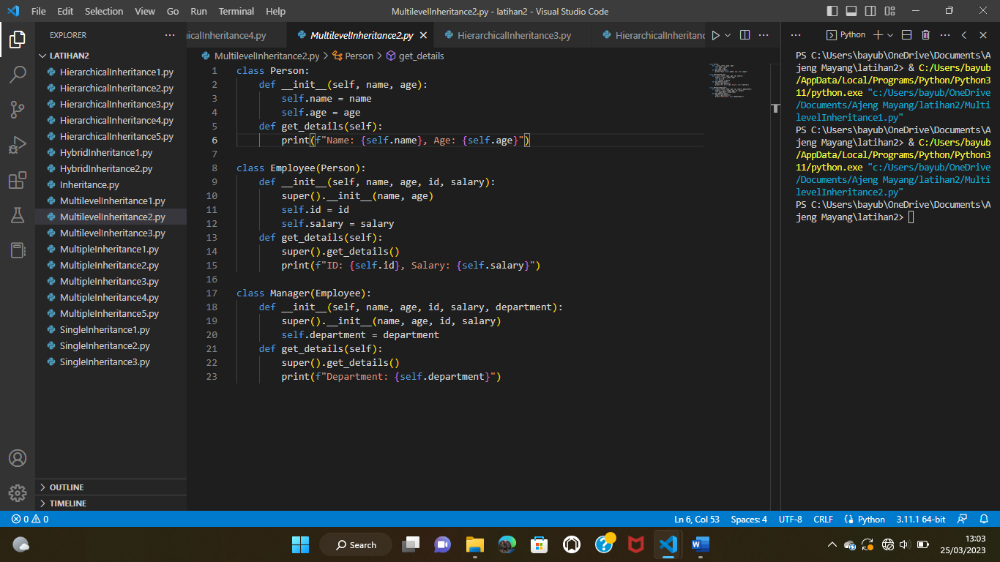 File Edit Selection View Go Run Terminal Help
MultilevelInheritance2.py - latihan2 - Visual Studio Code
EXPLORER
LATIHAN2
HierarchicalInheritance1.py
HierarchicalInheritance2.py
HierarchicalInheritance3.py
HierarchicalInheritance4.py
HierarchicalInheritance5.py
HybridInheritance1.py
HybridInheritance2.py
Inheritance.py
MultilevelInheritance1.py
MultilevelInheritance2.py
MultilevelInheritance3.py
MultipleInheritance1.py
MultipleInheritance2.py
MultipleInheritance3.py
MultipleInheritance4.py
MultipleInheritance5.py
SingleInheritance1.py
SingleInheritance2.py
SingleInheritance3.py
OUTLINE
TIMELINE
icalInheritance4.py MultilevelInheritance2.py HierarchicalInheritance3.py HierarchicalInheritanc
MultilevelInheritance2.py > Person > get_details
1 class Person:
2     def __init__(self, name, age):
3         self.name = name
4         self.age = age
5     def get_details(self):
6         print(f"Name: {self.name}, Age: {self.age}")
7
8 class Employee(Person):
9     def __init__(self, name, age, id, salary):
10         super().__init__(name, age)
11         self.id = id
12         self.salary = salary
13     def get_details(self):
14         super().get_details()
15         print(f"ID: {self.id}, Salary: {self.salary}")
16
17 class Manager(Employee):
18     def __init__(self, name, age, id, salary, department):
19         super().__init__(name, age, id, salary)
20         self.department = department
21     def get_details(self):
22         super().get_details()
23         print(f"Department: {self.department}")
Python
PS C:\Users\bayub\OneDrive\Documents\A
jeng Mayang\latihan2> & C:/Users/bayub
/AppData/Local/Programs/Python/Python3
11/python.exe "c:/Users/bayub/OneDrive
/Documents/Ajeng Mayang/latihan2/Multi
levelInheritance1.py"
PS C:\Users\bayub\OneDrive\Documents\A
jeng Mayang\latihan2> & C:/Users/bayub
/AppData/Local/Programs/Python/Python3
11/python.exe "c:/Users/bayub/OneDrive
/Documents/Ajeng Mayang/latihan2/Multi
levelInheritance2.py"
PS C:\Users\bayub\OneDrive\Documents\A
jeng Mayang\latihan2>
0 0 Ln 6, Col 53 Spaces: 4 UTF-8 CRLF Python 3.11.1 64-bit
Search
13:03
25/03/2023